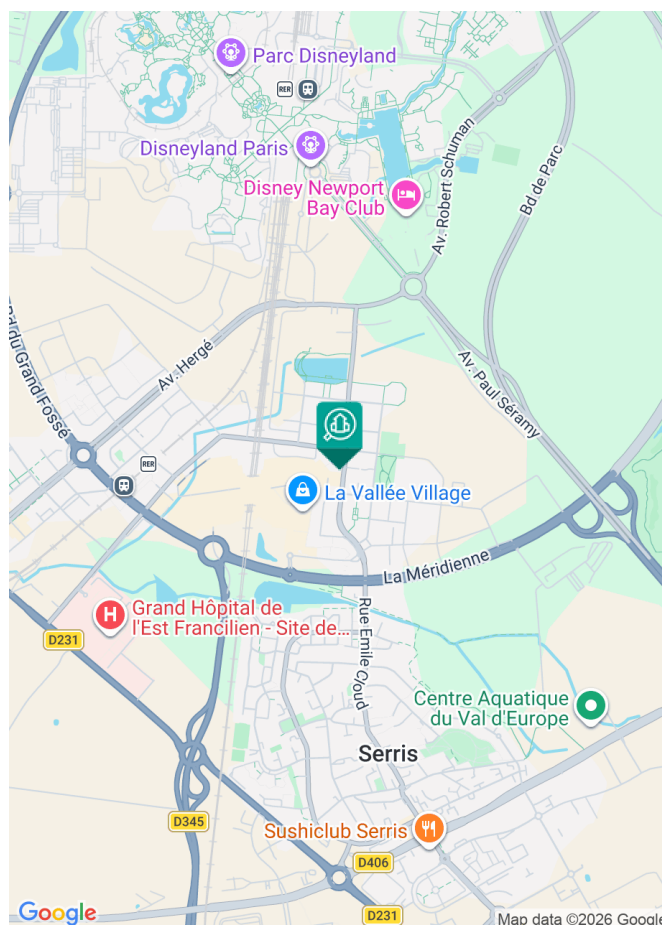 Parc Disneyland
RER
Disneyland Paris
Disney Newport
Bay Club
Av. Robert Schuman
Bd de Parc
Bd du Grand Fossé
Av. Hergé
Av. Paul Séramy
RER
La Vallée Village
La Méridienne
Grand Hôpital de
l'Est Francilien - Site de...
D231
Rue Emile Cloud
Centre Aquatique
du Val d'Europe
Serris
D345
Sushiclub Serris
D406
Google
D231
Map data ©2026 Google